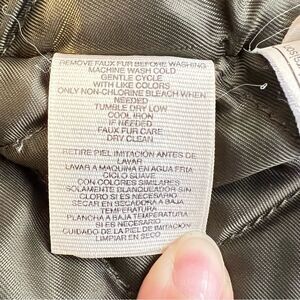 REMOVE FAUX FUR BEFORE WASHING
MACHINE WASH COLD
GENTLE CYCLE
WITH LIKE COLORS
ONLY NON-CHLORINE BLEACH WHEN
NEEDED
TUMBLE DRY LOW
COOL IRON
IF NEEDED
FAUX FUR CARE
DRY CLEAN
RETIRE PIEL IMITACIÓN ANTES DE
LAVAR
LAVAR A MAQUINA EN AGUA FRIA
CICLO SUAVE
CON COLORES SIMILARES
SOLAMENTE BLANQUEADOR SIN
CLORO SI ES NECESARIO
SECAR EN SECADORA A BAJA
TEMPERATURA
PLANCHA A BAJA TEMPERATURA
SI ES NECESARIO
CUIDADO DE LA PIEL DE IMITACIÓN
LIMPIAR EN SECO